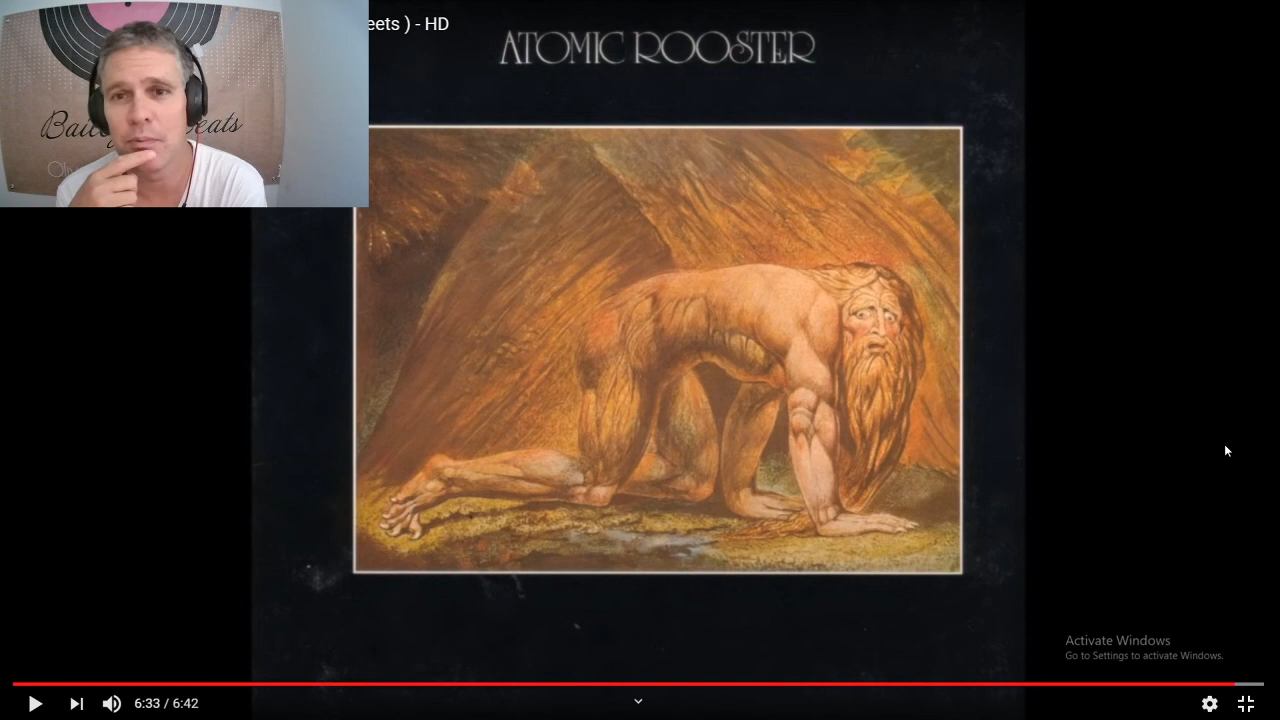 eets ) - HD
ATOMIC ROOSTER
Activate Windows
Go to Settings to activate Windows.
6:33 / 6:42